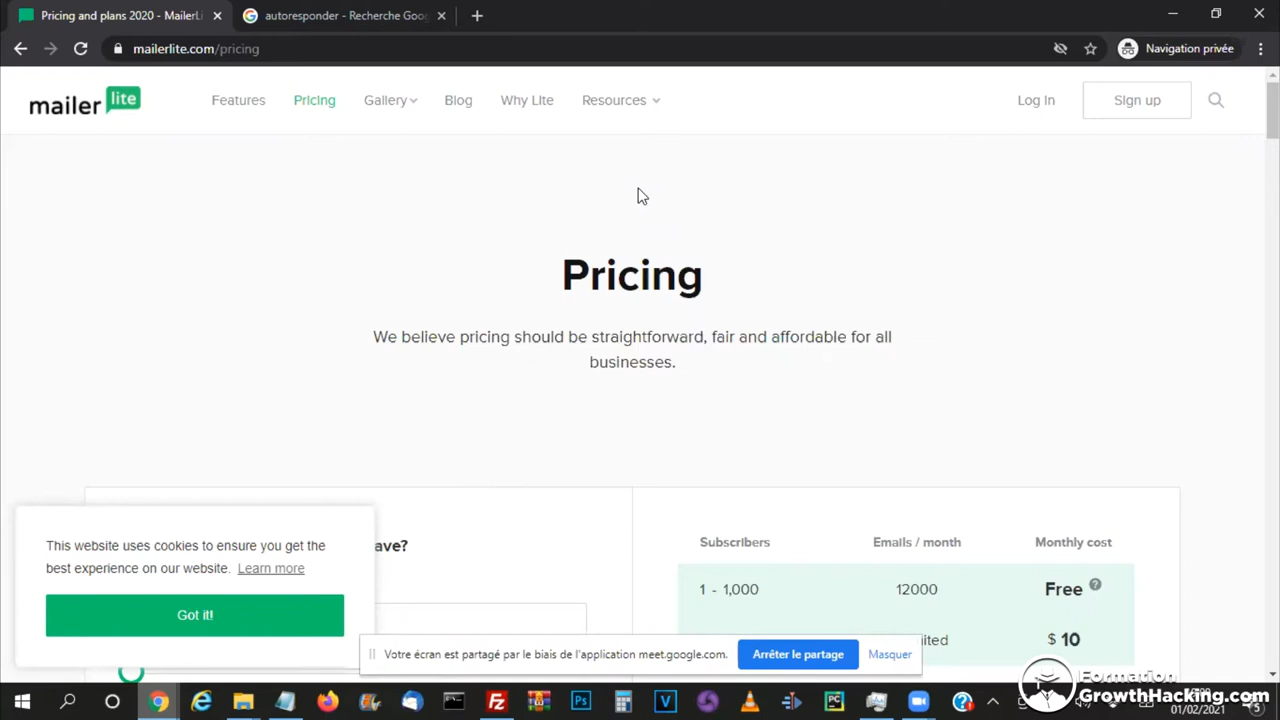 Pricing and plans 2020 - MailerLi
autoresponder - Recherche Goog
mailerlite.com/pricing
Navigation privée
mailer lite
Features
Pricing
Gallery
Blog
Why Lite
Resources
Log In
Sign up
Pricing
We believe pricing should be straightforward, fair and affordable for all
businesses.
This website uses cookies to ensure you get the
best experience on our website. Learn more
Got it!
ave?
Subscribers Emails / month Monthly cost
1 - 1,000 12000 Free ?
ited $ 10
Votre écran est partagé par le biais de l'application meet.google.com.
Arrêter le partage
Masquer
Formation
GrowthHacking.com
01/02/2021
5